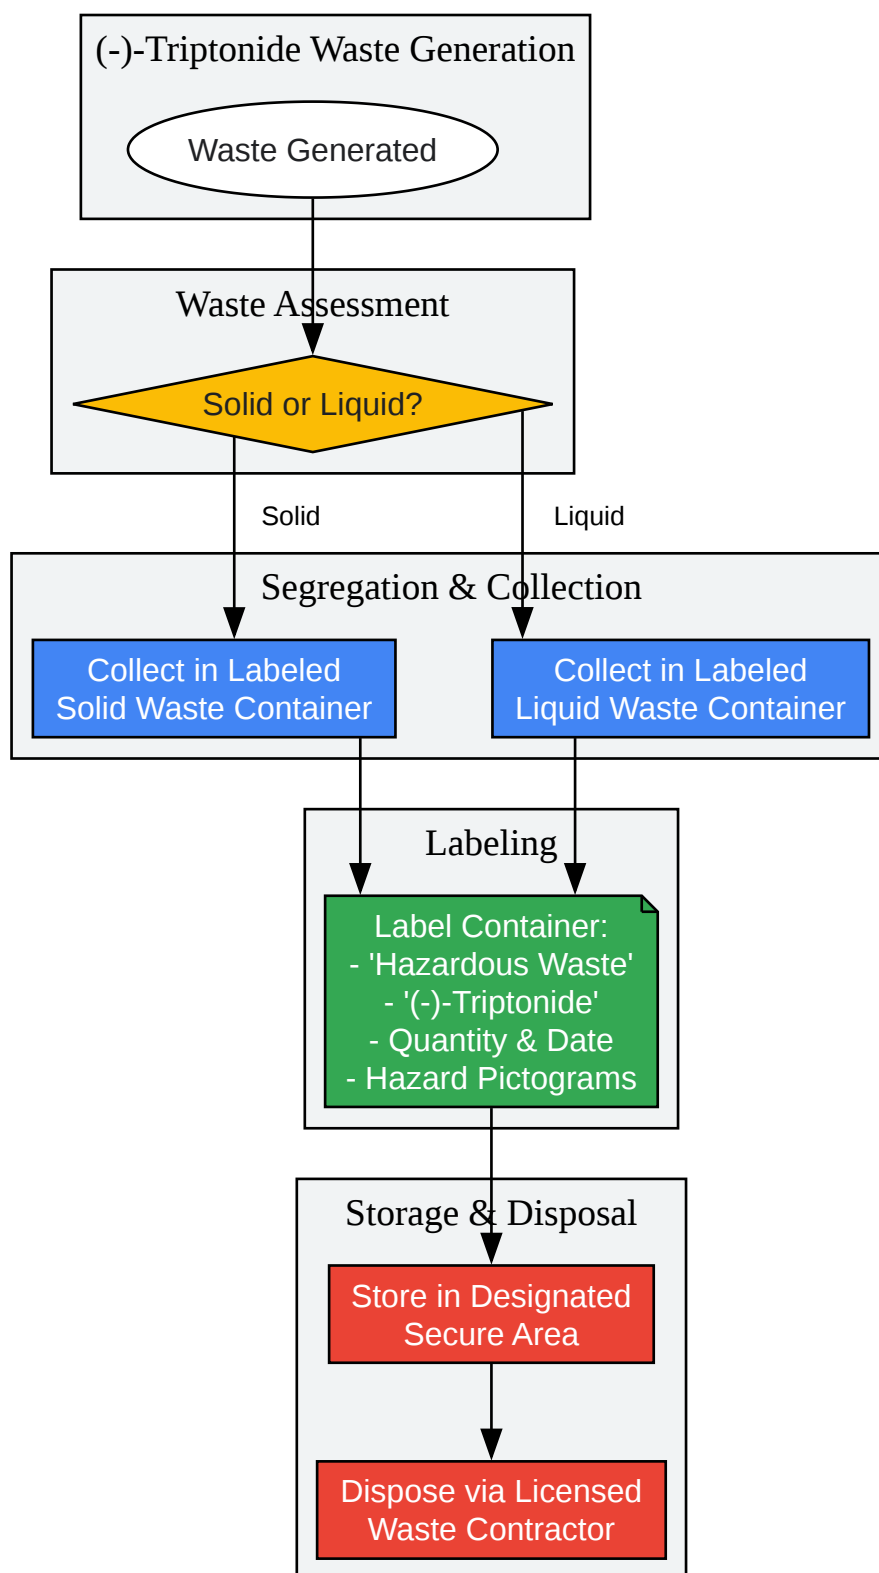 (-)-Triptonide Waste Generation
Waste Generated
Waste Assessment
Solid or Liquid?
Solid
Liquid
Segregation & Collection
Collect in Labeled
Solid Waste Container
Collect in Labeled
Liquid Waste Container
Labeling
Label Container:
- 'Hazardous Waste'
- '(-)-Triptonide'
- Quantity & Date
- Hazard Pictograms
Storage & Disposal
Store in Designated
Secure Area
Dispose via Licensed
Waste Contractor